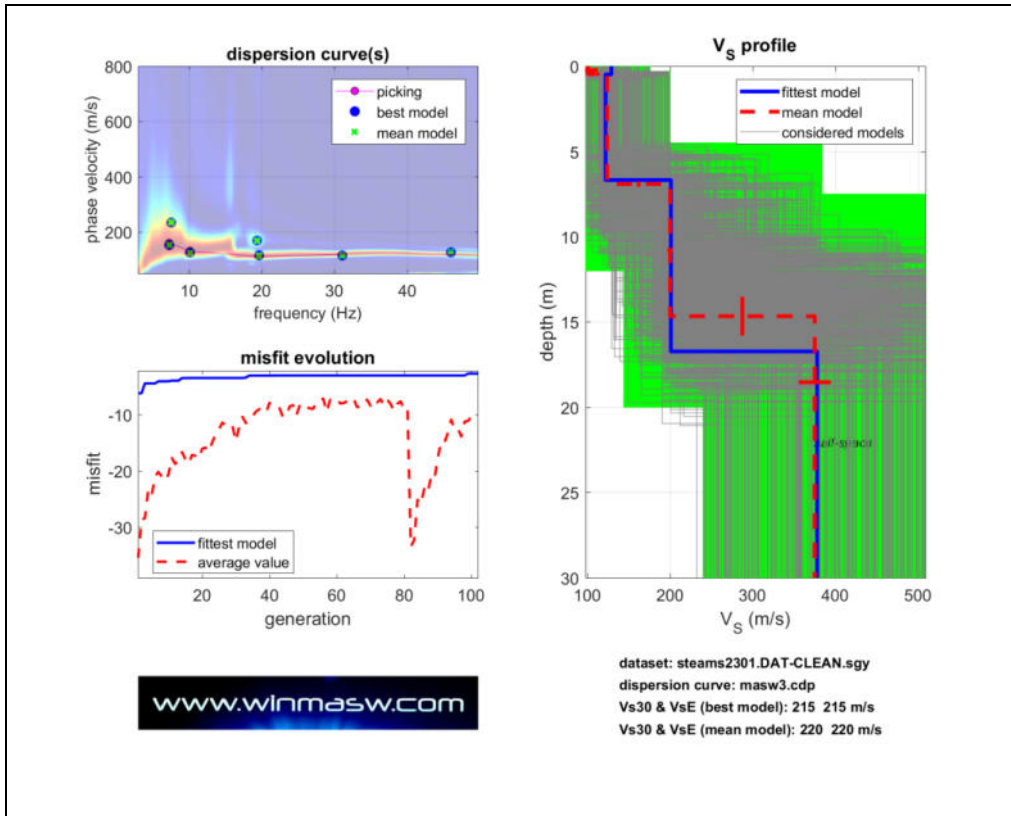 dispersion curve(s)
800
600
400
200
phase velocity (m/s)
picking
best model
mean model
10 20 30 40
frequency (Hz)
misfit evolution
-10
-20
-30
misfit
fittest model
average value
20 40 60 80 100
generation
www.winmasw.com
VS profile
0
5
10
15
20
25
30
depth (m)
fittest model
mean model
considered models
100 200 300 400 500
VS (m/s)
dataset: steams2301.DAT-CLEAN.sgy
dispersion curve: masw3.cdp
Vs30 & VsE (best model): 215 215 m/s
Vs30 & VsE (mean model): 220 220 m/s